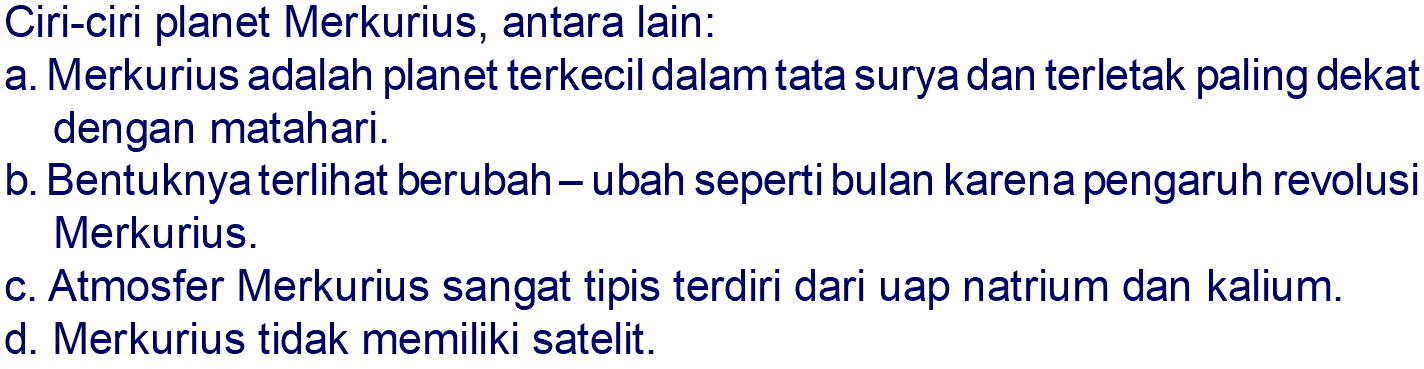 Ciri-ciri planet Merkurius, antara lain:
a. Merkurius adalah planet terkecil dalam tata surya dan terletak paling dekat
dengan matahari.
b. Bentuknya terlihat berubah – ubah seperti bulan karena pengaruh revolusi
Merkurius.
c. Atmosfer Merkurius sangat tipis terdiri dari uap natrium dan kalium.
d. Merkurius tidak memiliki satelit.